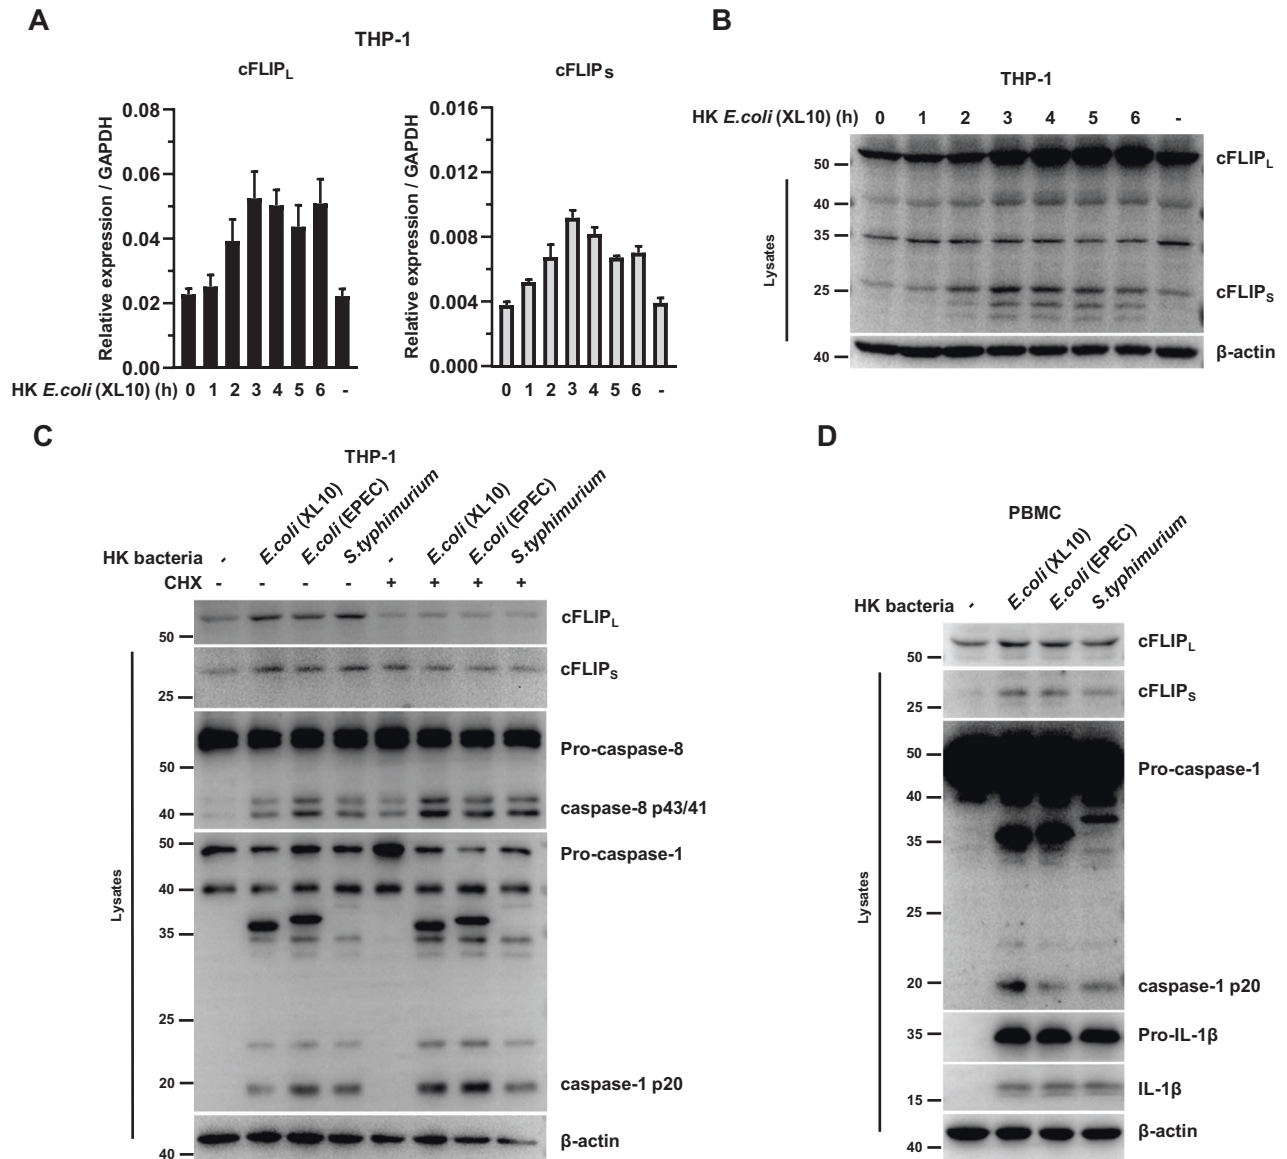 A
THP-1
cFLIPL
cFLIPS
Relative expression / GAPDH
0.08
0.06
0.04
0.02
0.00
Relative expression / GAPDH
0.016
0.012
0.008
0.004
0.000
HK E.coli (XL10) (h) 0 1 2 3 4 5 6 -
0 1 2 3 4 5 6 -
B
THP-1
HK E.coli (XL10) (h) 0 1 2 3 4 5 6 -
50
40
35
25
40
Lysates
cFLIPL
cFLIPS
β-actin
C
THP-1
HK bacteria - E.coli (XL10) E.coli (EPEC) S.typhimurium - E.coli (XL10) E.coli (EPEC) S.typhimurium
CHX - - - - + + + +
50
cFLIPL
25
cFLIPS
Pro-caspase-8
50
40
caspase-8 p43/41
50
Pro-caspase-1
40
35
25
20
caspase-1 p20
β-actin
40
Lysates
D
PBMC
HK bacteria - E.coli (XL10) E.coli (EPEC) S.typhimurium
cFLIPL
50
cFLIPS
25
50
Pro-caspase-1
40
35
25
20
caspase-1 p20
35
Pro-IL-1β
IL-1β
15
β-actin
40
Lysates